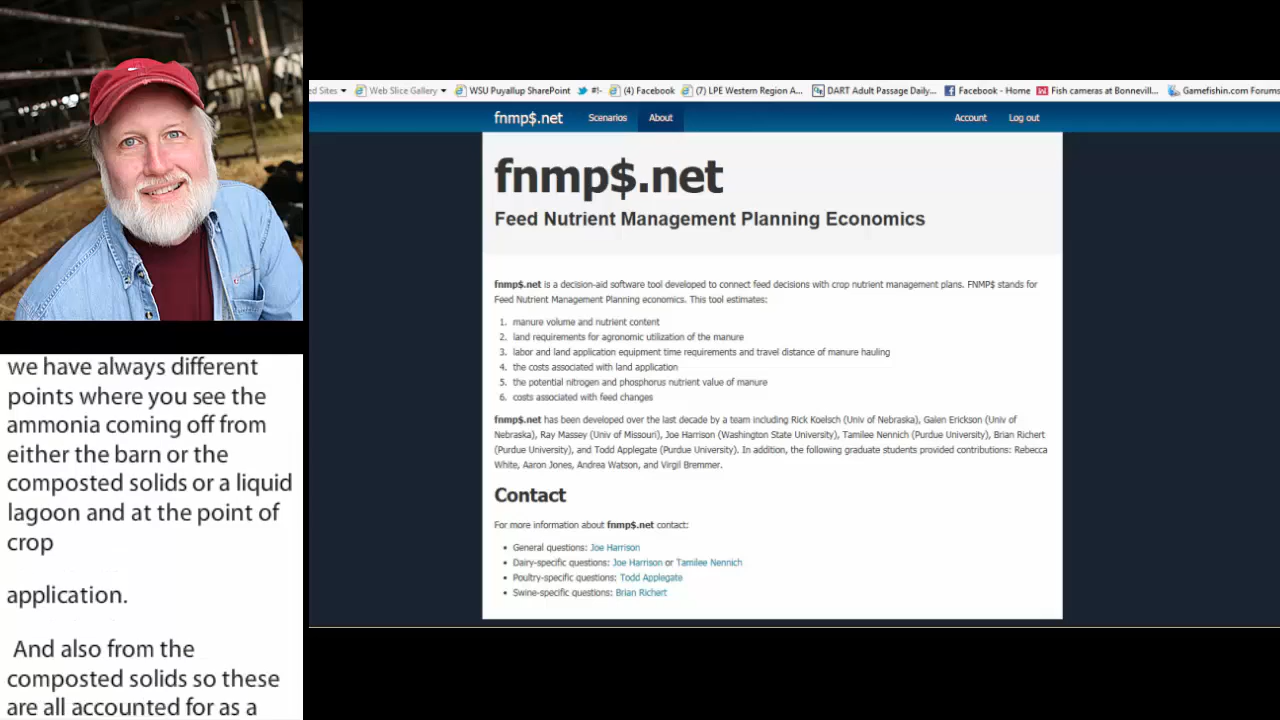 we have always different
points where you see the
ammonia coming off from
either the barn or the
composted solids or a liquid
lagoon and at the point of
crop
application.
And also from the
composted solids so these
are all accounted for as a
ed Sites Web Slice Gallery WSU Puyallup SharePoint #!- (4) Facebook (7) LPE Western Region A... DART Adult Passage Daily... Facebook - Home Fish cameras at Bonnevill... Gamefishin.com Forums
fnmp$.net Scenarios About Account Log out
fnmp$.net
Feed Nutrient Management Planning Economics
fnmp$.net is a decision-aid software tool developed to connect feed decisions with crop nutrient management plans. FNMP$ stands for
Feed Nutrient Management Planning economics. This tool estimates:
1. manure volume and nutrient content
2. land requirements for agronomic utilization of the manure
3. labor and land application equipment time requirements and travel distance of manure hauling
4. the costs associated with land application
5. the potential nitrogen and phosphorus nutrient value of manure
6. costs associated with feed changes
fnmp$.net has been developed over the last decade by a team including Rick Koelsch (Univ of Nebraska), Galen Erickson (Univ of
Nebraska), Ray Massey (Univ of Missouri), Joe Harrison (Washington State University), Tamilee Nennich (Purdue University), Brian Richert
(Purdue University), and Todd Applegate (Purdue University). In addition, the following graduate students provided contributions: Rebecca
White, Aaron Jones, Andrea Watson, and Virgil Bremmer.
Contact
For more information about fnmp$.net contact:
• General questions: Joe Harrison
• Dairy-specific questions: Joe Harrison or Tamilee Nennich
• Poultry-specific questions: Todd Applegate
• Swine-specific questions: Brian Richert